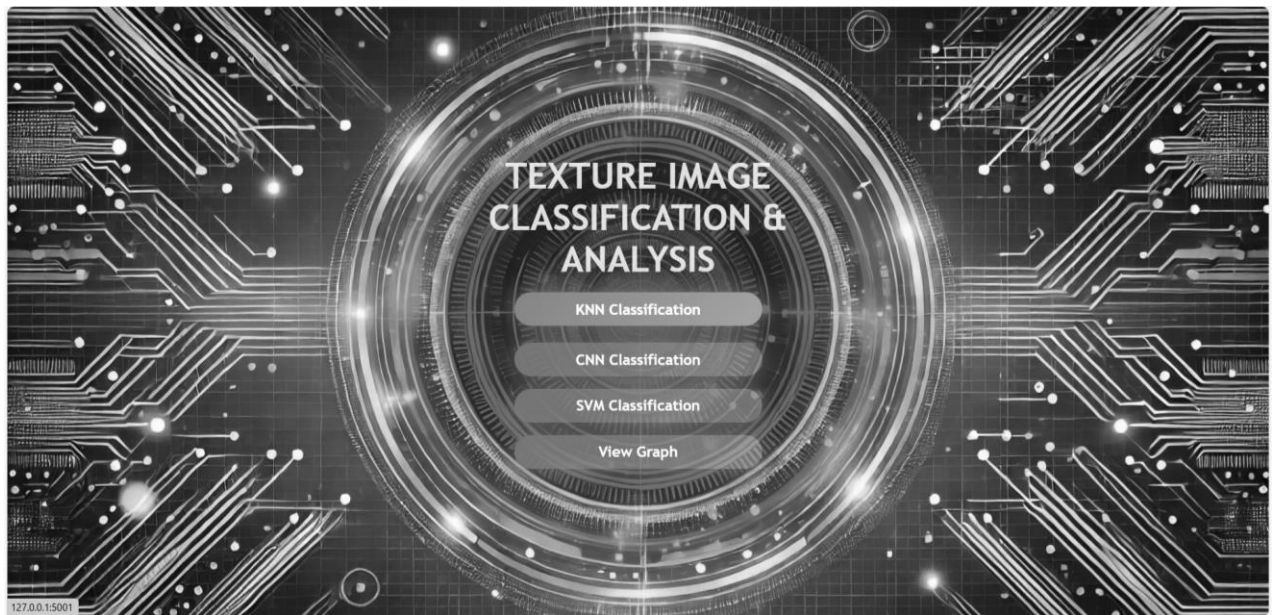 TEXTURE IMAGE
CLASSIFICATION &
ANALYSIS
KNN Classification
CNN Classification
SVM Classification
View Graph
127.0.0.1:5001